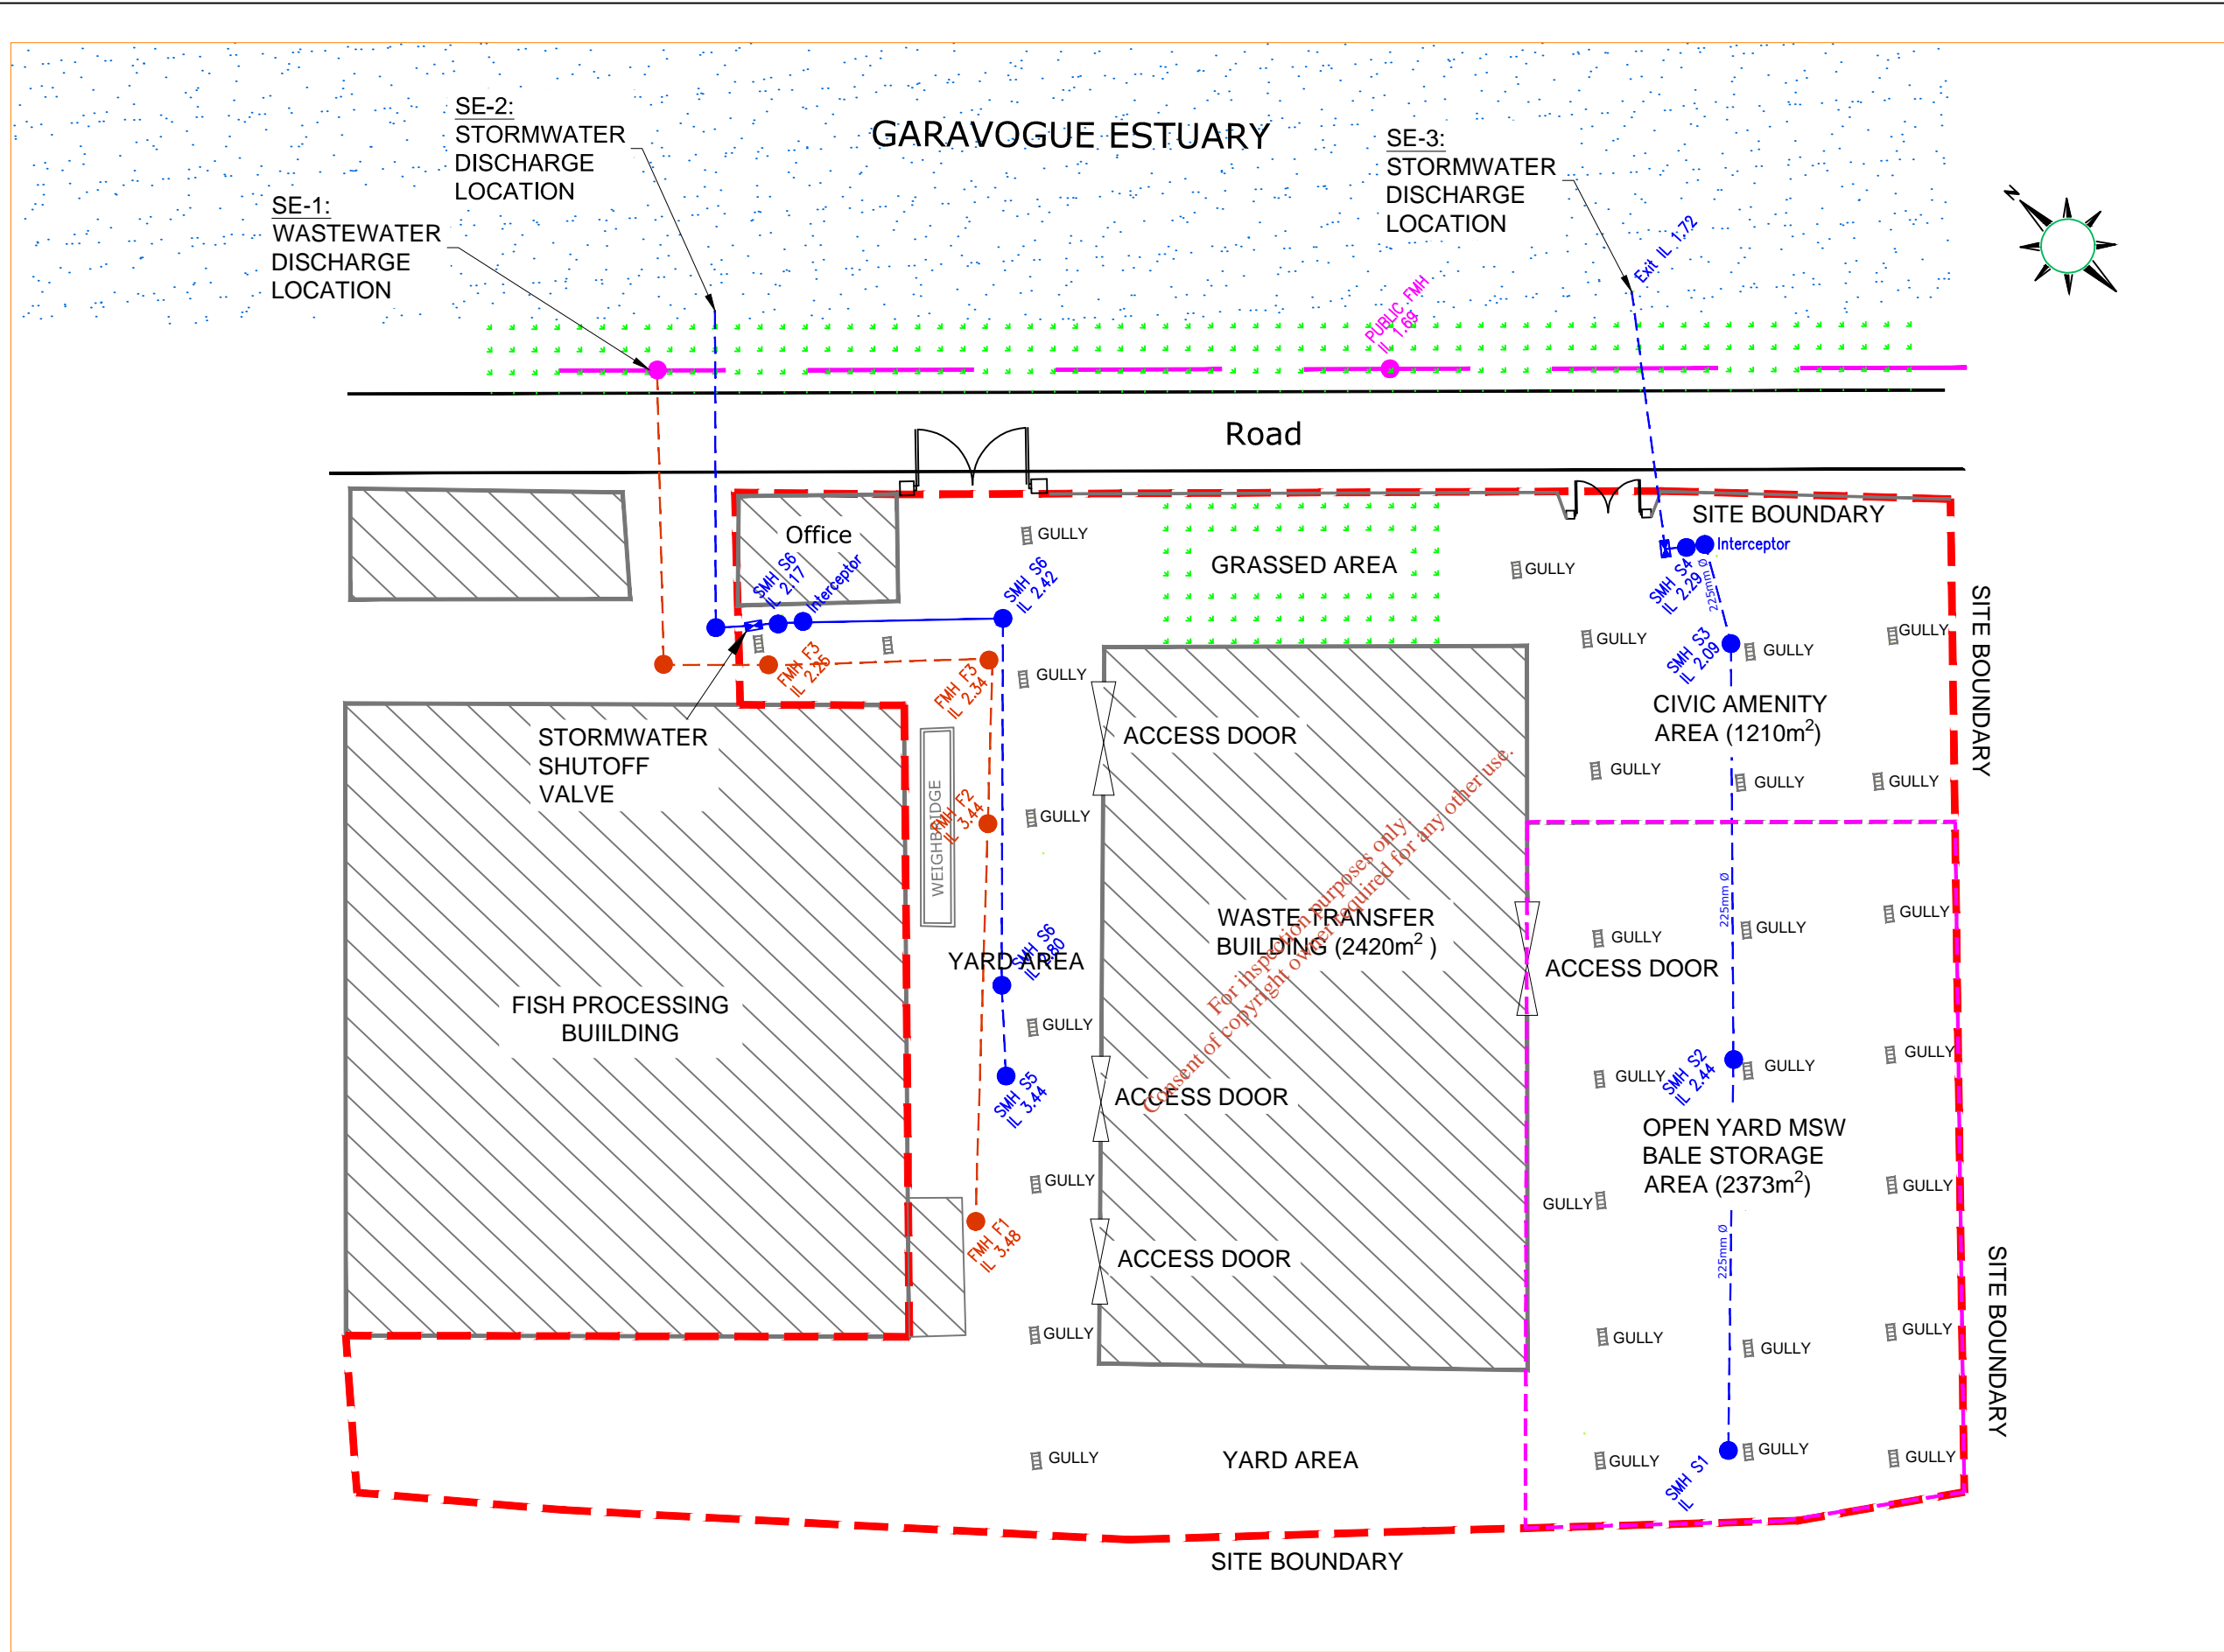 SE-2:
STORMWATER
DISCHARGE
LOCATION
GARAVOGUE ESTUARY
SE-3:
STORMWATER
DISCHARGE
LOCATION
SE-1:
WASTEWATER
DISCHARGE
LOCATION
N
Exit IL 1.72
PUBLIC FMH
IL 1.69
Road
Office
SITE BOUNDARY
GULLY
GRASSED AREA
GULLY
Interceptor
SMH S6
IL 2.17
Interceptor
SMH S6
IL 2.42
SMH S4
IL 2.29
225mm Ø
SITE BOUNDARY
GULLY
GULLY
GULLY
SMH S3
IL 2.09
FMH F3
IL 2.25
FMH F3
IL 2.34
GULLY
CIVIC AMENITY
AREA (1210m²)
STORMWATER
SHUTOFF
VALVE
ACCESS DOOR
GULLY
GULLY
GULLY
WEIGHBRIDGE
FMH F2
IL 3.44
GULLY
For inspection purposes only.
Consent of copyright owner required for any other use.
225mm Ø
GULLY
WASTE TRANSFER
BUILDING (2420m² )
GULLY
GULLY
SMH S6
IL 2.80
YARD AREA
ACCESS DOOR
FISH PROCESSING
BUIILDING
GULLY
GULLY
GULLY
GULLY
SMH S2
IL 2.44
SMH S5
IL 3.44
ACCESS DOOR
OPEN YARD MSW
BALE STORAGE
AREA (2373m²)
GULLY
GULLY
GULLY
FMH F1
IL 3.48
ACCESS DOOR
225mm Ø
SITE BOUNDARY
GULLY
GULLY
GULLY
GULLY
GULLY
YARD AREA
GULLY
GULLY
GULLY
SMH S1
IL
SITE BOUNDARY